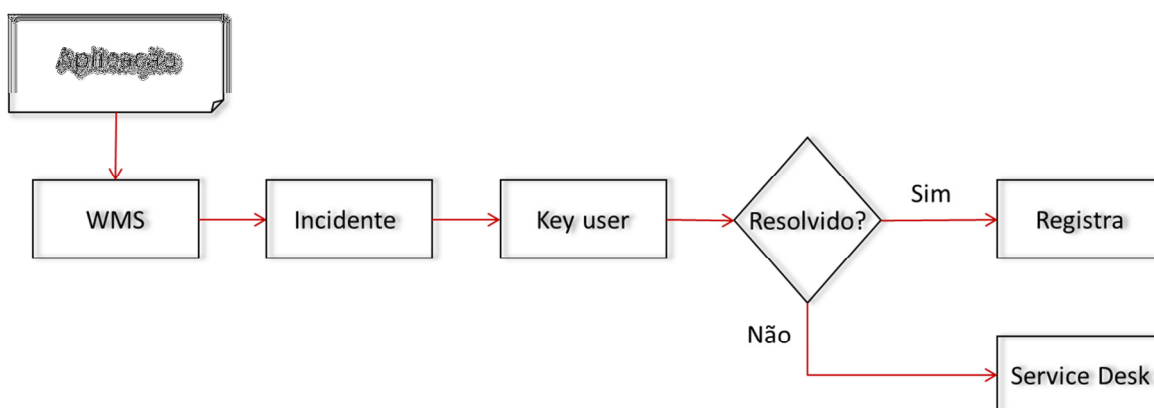 Aplicação
WMS
Incidente
Key user
Resolvido?
Sim
Registra
Não
Service Desk